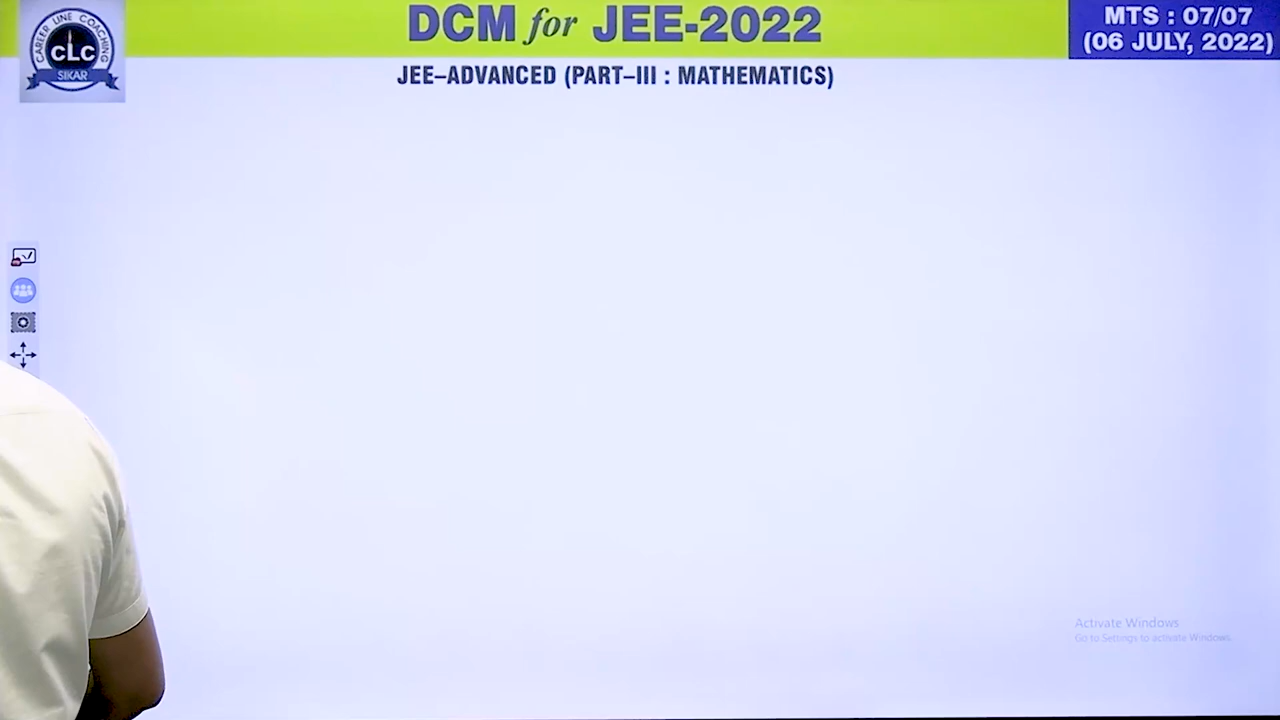 DCM for JEE-2022
MTS : 07/07
(06 JULY, 2022)
CAREER LINE COACHING
CLC
SIKAR
JEE–ADVANCED (PART–III : MATHEMATICS)
Activate Windows
Go to Settings to activate Windows.